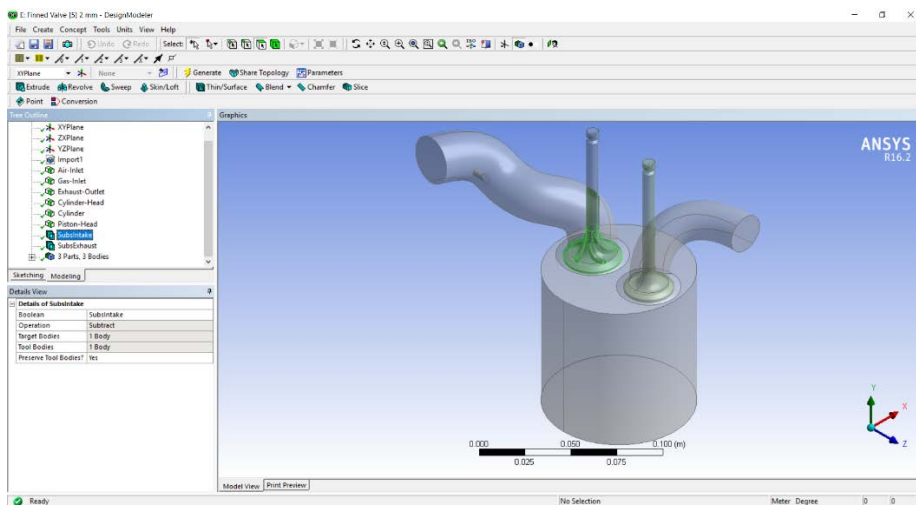 E: Finned Valve [S] 2 mm - DesignModeler
File Create Concept Tools Units View Help
Undo Redo Select:
XYPlane None Generate Share Topology Parameters
Extrude Revolve Sweep Skin/Loft Thin/Surface Blend Chamfer Slice
Point Conversion
Tree Outline Graphics
XYPlane
ZXPlane
YZPlane
Import1
Air-Inlet
Gas-Inlet
Exhaust-Outlet
Cylinder-Head
Cylinder
Piston-Head
SubsIntake
SubsExhaust
3 Parts, 3 Bodies
Sketching Modeling
Details View
Details of SubsIntake
Boolean SubsIntake
Operation Subtract
Target Bodies 1 Body
Tool Bodies 1 Body
Preserve Tool Bodies? Yes
ANSYS
R16.2
0.000 0.050 0.100 (m)
0.025 0.075
Y
X
Z
Model View Print Preview
Ready No Selection Meter Degree 0 0